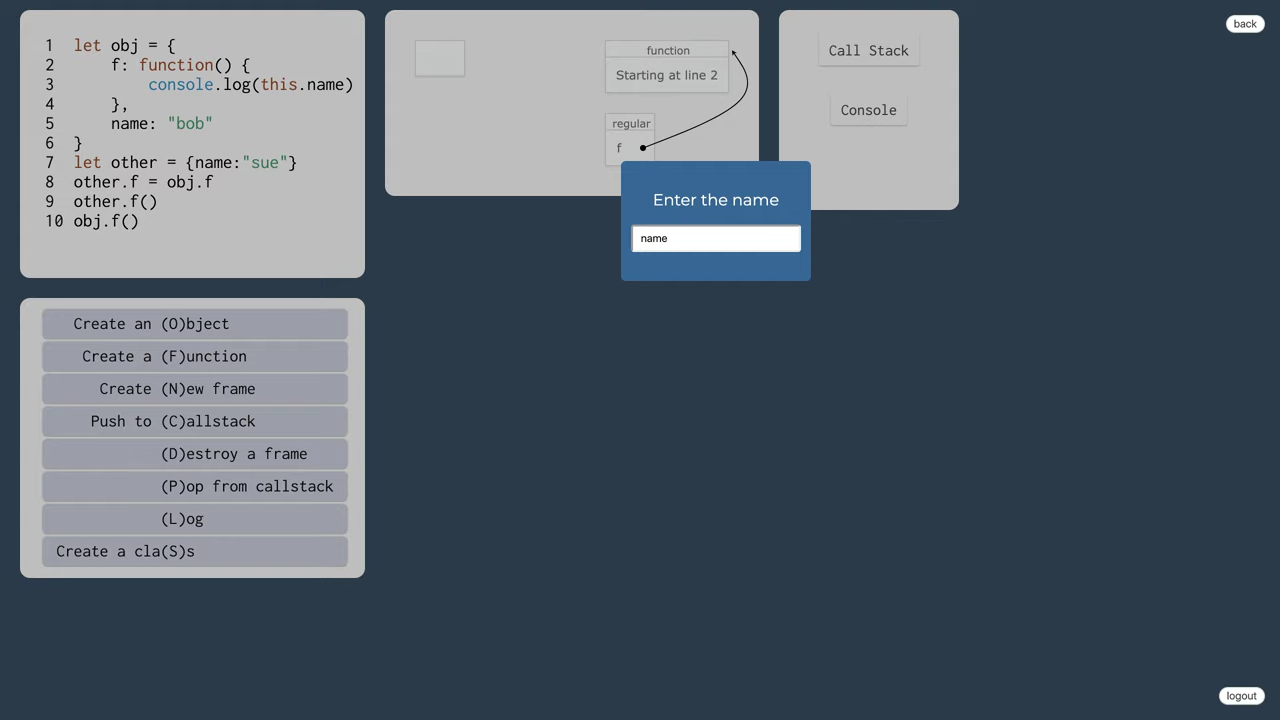 back
1 let obj = {
2 f: function() {
3 console.log(this.name)
4 },
5 name: "bob"
6 }
7 let other = {name:"sue"}
8 other.f = obj.f
9 other.f()
10 obj.f()
function
Starting at line 2
regular
f
Call Stack
Console
Enter the name
name
Create an (O)bject
Create a (F)unction
Create (N)ew frame
Push to (C)allstack
(D)estroy a frame
(P)op from callstack
(L)og
Create a cla(S)s
logout